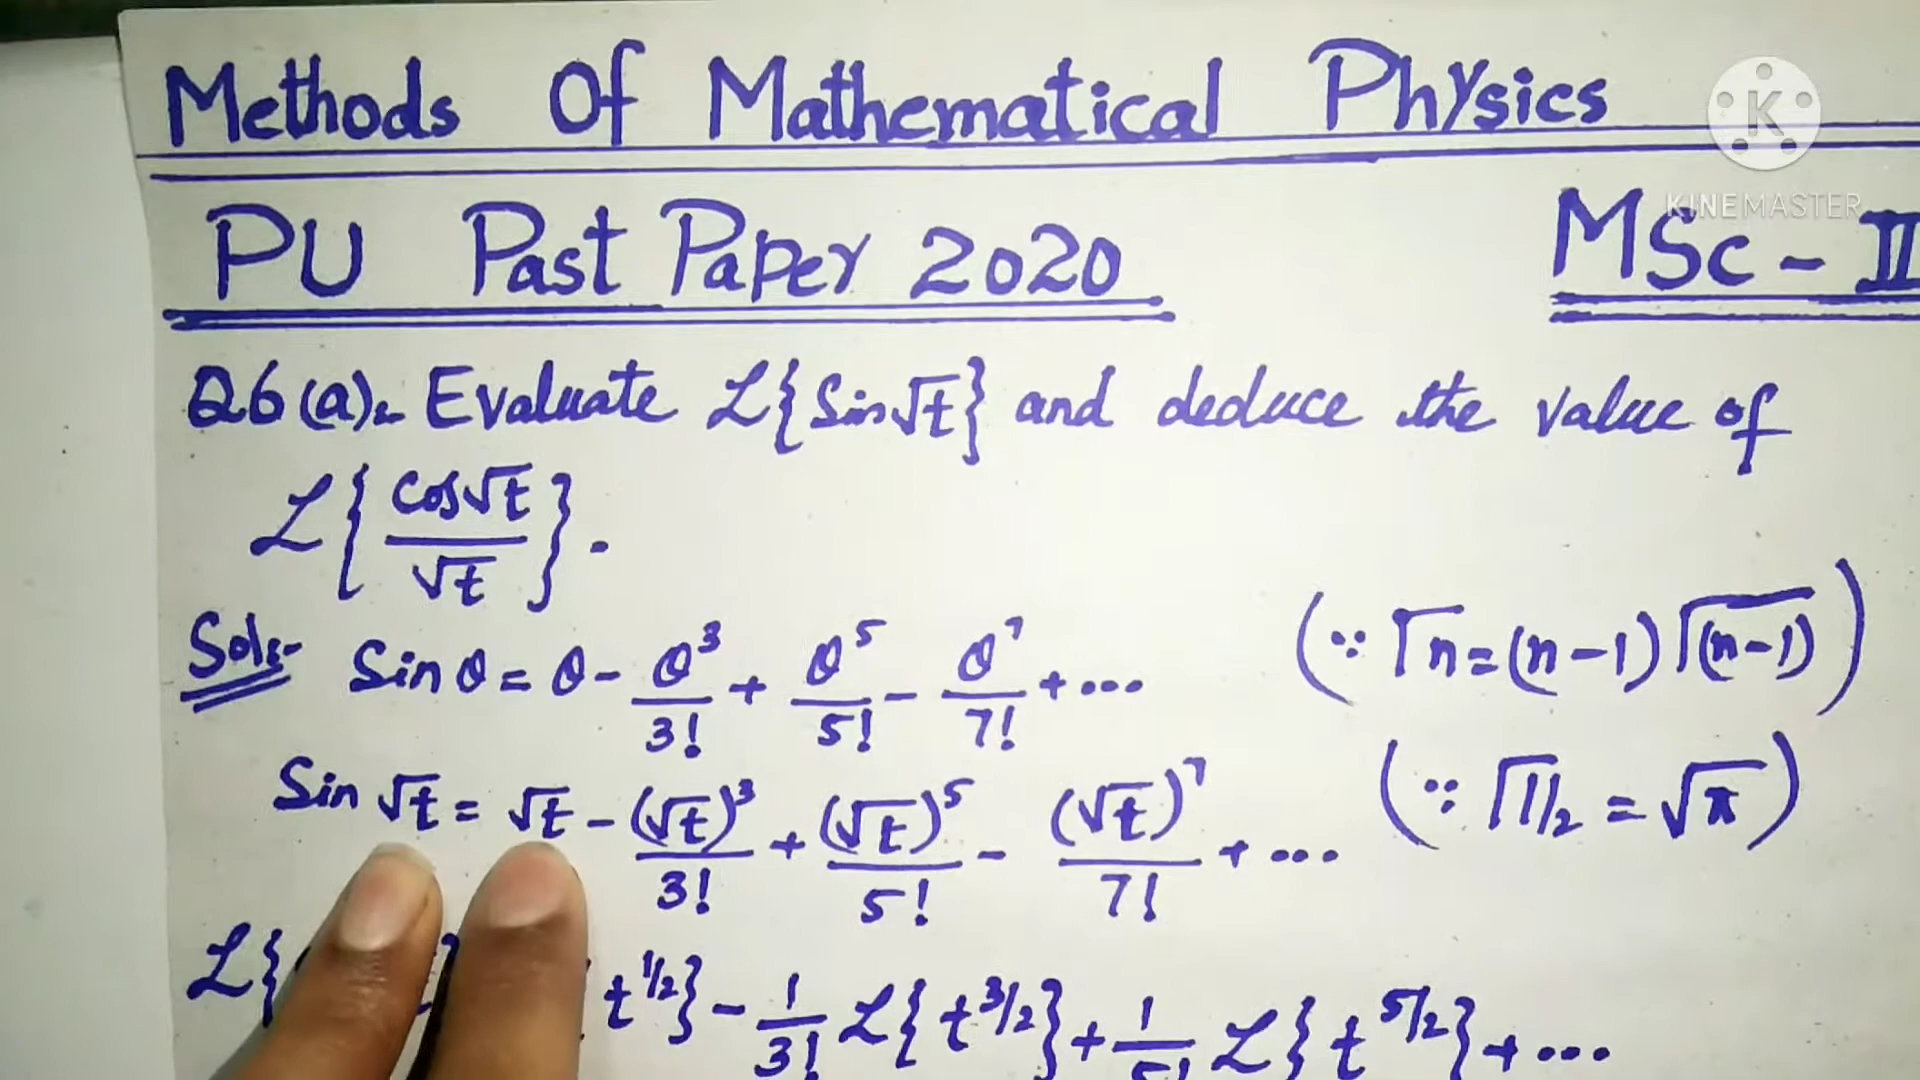 Methods Of Mathematical Physics
K
KINEMASTER
PU Past Paper 2020 MSc - II
Q6(a):- Evaluate ℒ{Sin√t} and deduce the value of
ℒ{cos√t/√t}.
Sol:- Sin θ = θ - θ³/3! + θ⁵/5! - θ⁷/7! + ... (∵ Γn = (n-1)Γ(n-1))
Sin √t = √t - (√t)³/3! + (√t)⁵/5! - (√t)⁷/7! + ... (∵ Γ1/2 = √π)
ℒ{ t^1/2} - 1/3! ℒ{t^3/2} + 1/5! ℒ{t^5/2} + ...